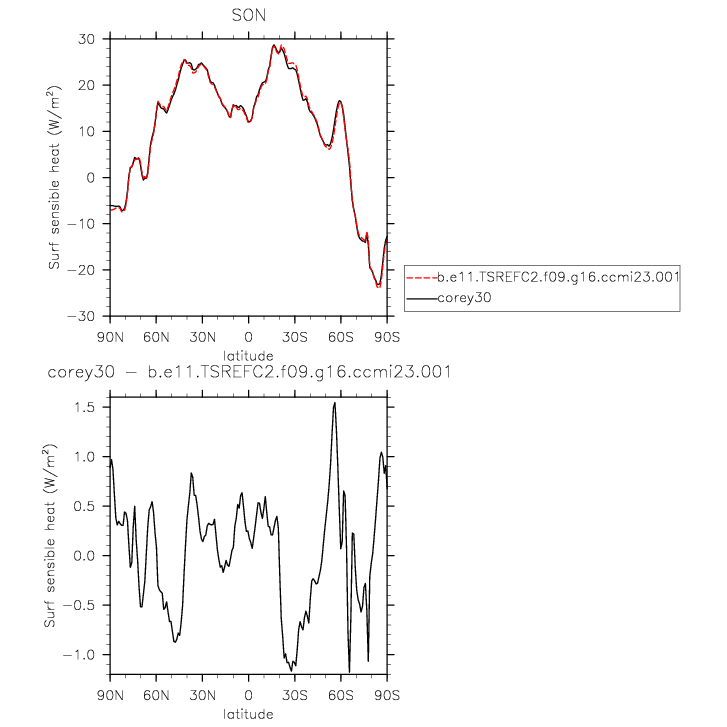 SON
Surf sensible heat (W/m²)
30
20
10
0
−10
−20
−30
90N 60N 30N 0 30S 60S 90S
latitude
b.e11.TSREFC2.f09.g16.ccmi23.001
corey30
corey30 − b.e11.TSREFC2.f09.g16.ccmi23.001
Surf sensible heat (W/m²)
1.5
1.0
0.5
0.0
−0.5
−1.0
90N 60N 30N 0 30S 60S 90S
latitude